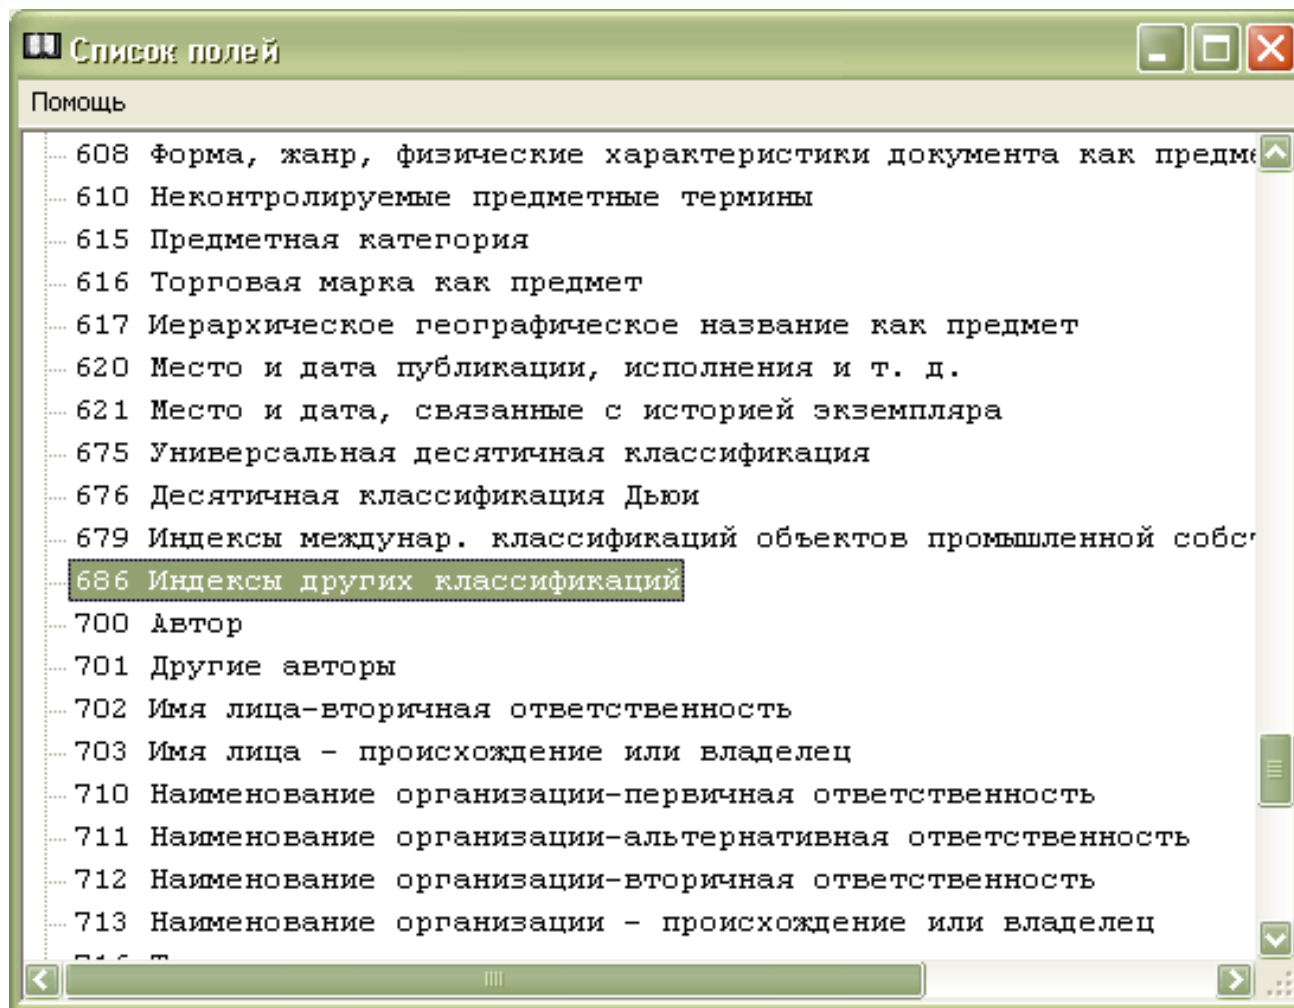 Список полей
Помощь
608 Форма, жанр, физические характеристики документа как
610 Неконтролируемые предметные термины
615 Предметная категория
616 Торговая марка как предмет
617 Иерархическое географическое название как предмет
620 Место и дата публикации, исполнения и т. д.
621 Место и дата, связанные с историей экземпляра
675 Универсальная десятичная классификация
676 Десятичная классификация Дьюи
679 Индексы междунар. классификаций объектов промышленной
686 Индексы других классификаций
700 Автор
701 Другие авторы
702 Имя лица-вторичная ответственность
703 Имя лица - происхождение или владелец
710 Наименование организации-первичная ответственность
711 Наименование организации-альтернативная ответственность
712 Наименование организации-вторичная ответственность
713 Наименование организации - происхождение или владелец